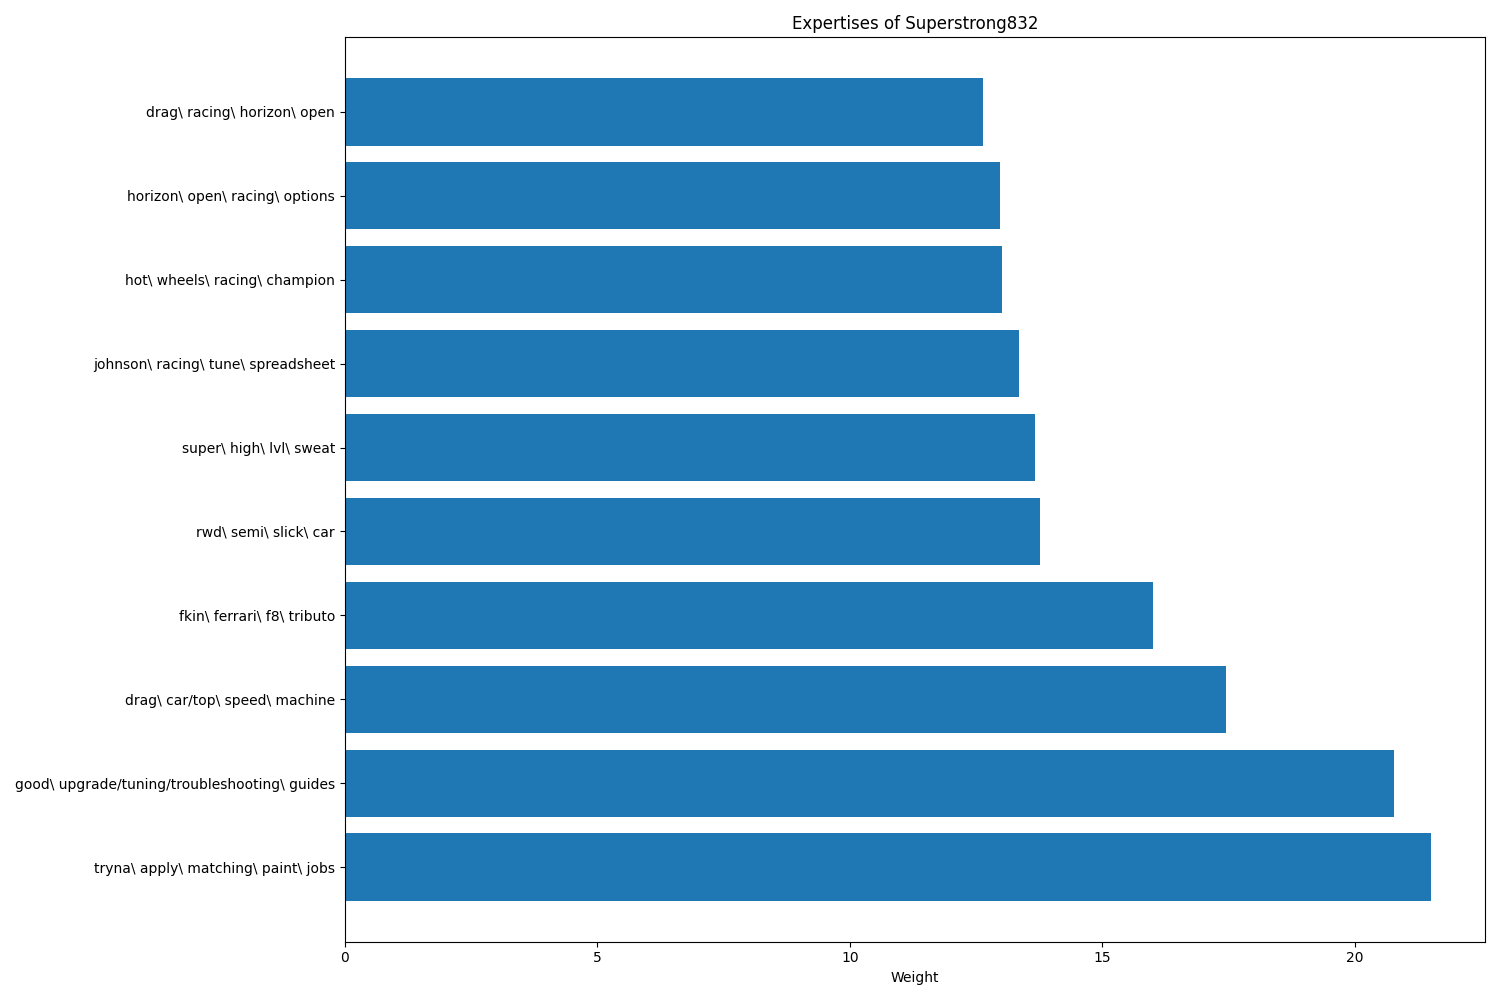 Expertises of Superstrong832
drag\ racing\ horizon\ open
horizon\ open\ racing\ options
hot\ wheels\ racing\ champion
johnson\ racing\ tune\ spreadsheet
super\ high\ lvl\ sweat
rwd\ semi\ slick\ car
fkin\ ferrari\ f8\ tributo
drag\ car/top\ speed\ machine
good\ upgrade/tuning/troubleshooting\ guides
tryna\ apply\ matching\ paint\ jobs
0 5 10 15 20
Weight